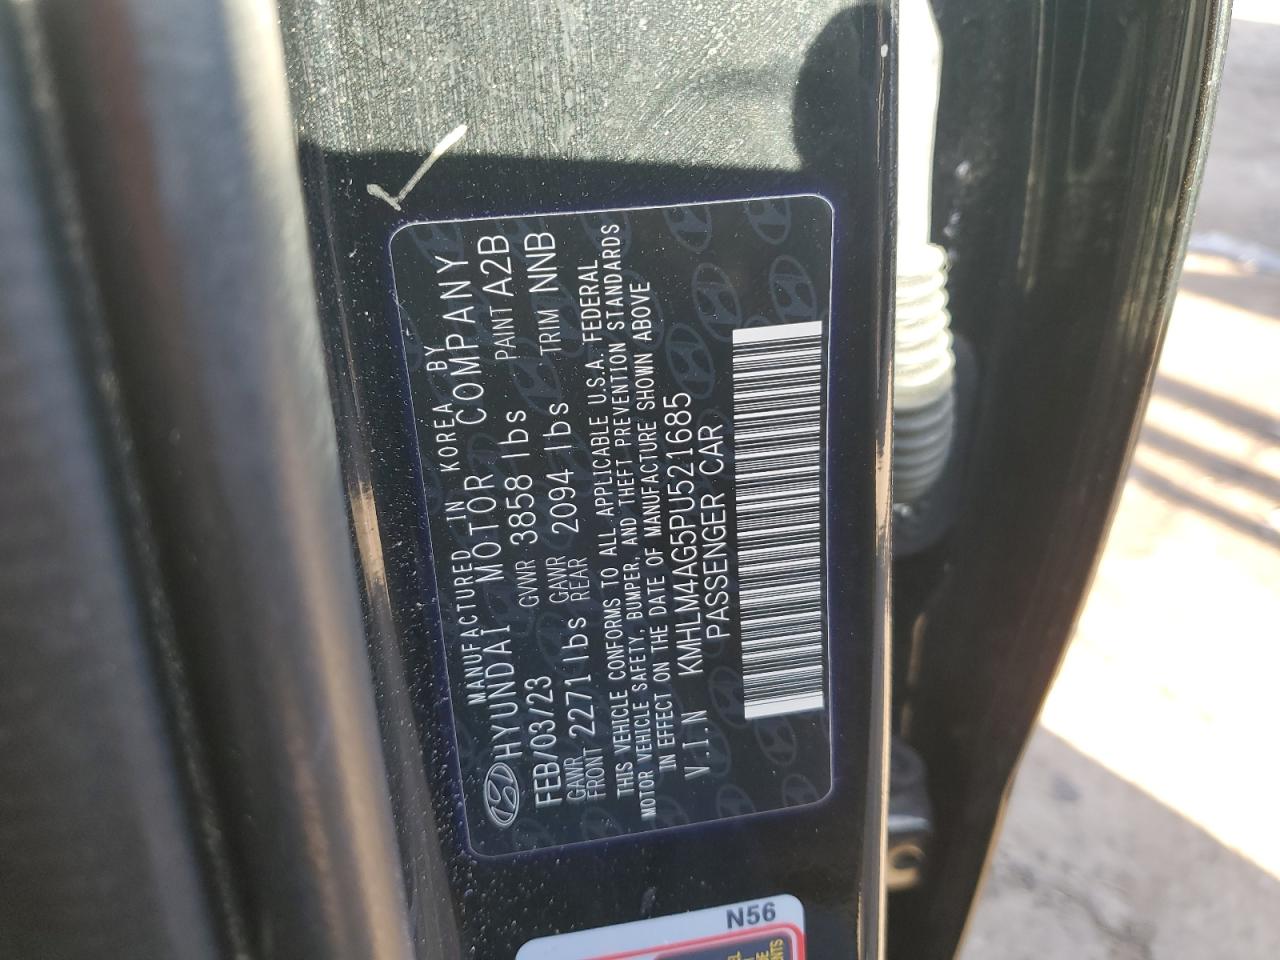 MANUFACTURED IN KOREA BY
HYUNDAI MOTOR COMPANY
FEB/03/23 GVWR 3858 lbs PAINT A2B
GAWR FRONT 2271 lbs GAWR REAR 2094 lbs TRIM NNB
THIS VEHICLE CONFORMS TO ALL APPLICABLE U.S.A. FEDERAL
MOTOR VEHICLE SAFETY, BUMPER, AND THEFT PREVENTION STANDARDS
IN EFFECT ON THE DATE OF MANUFACTURE SHOWN ABOVE
V.I.N KMHLM4AG5PU521685
PASSENGER CAR
N56